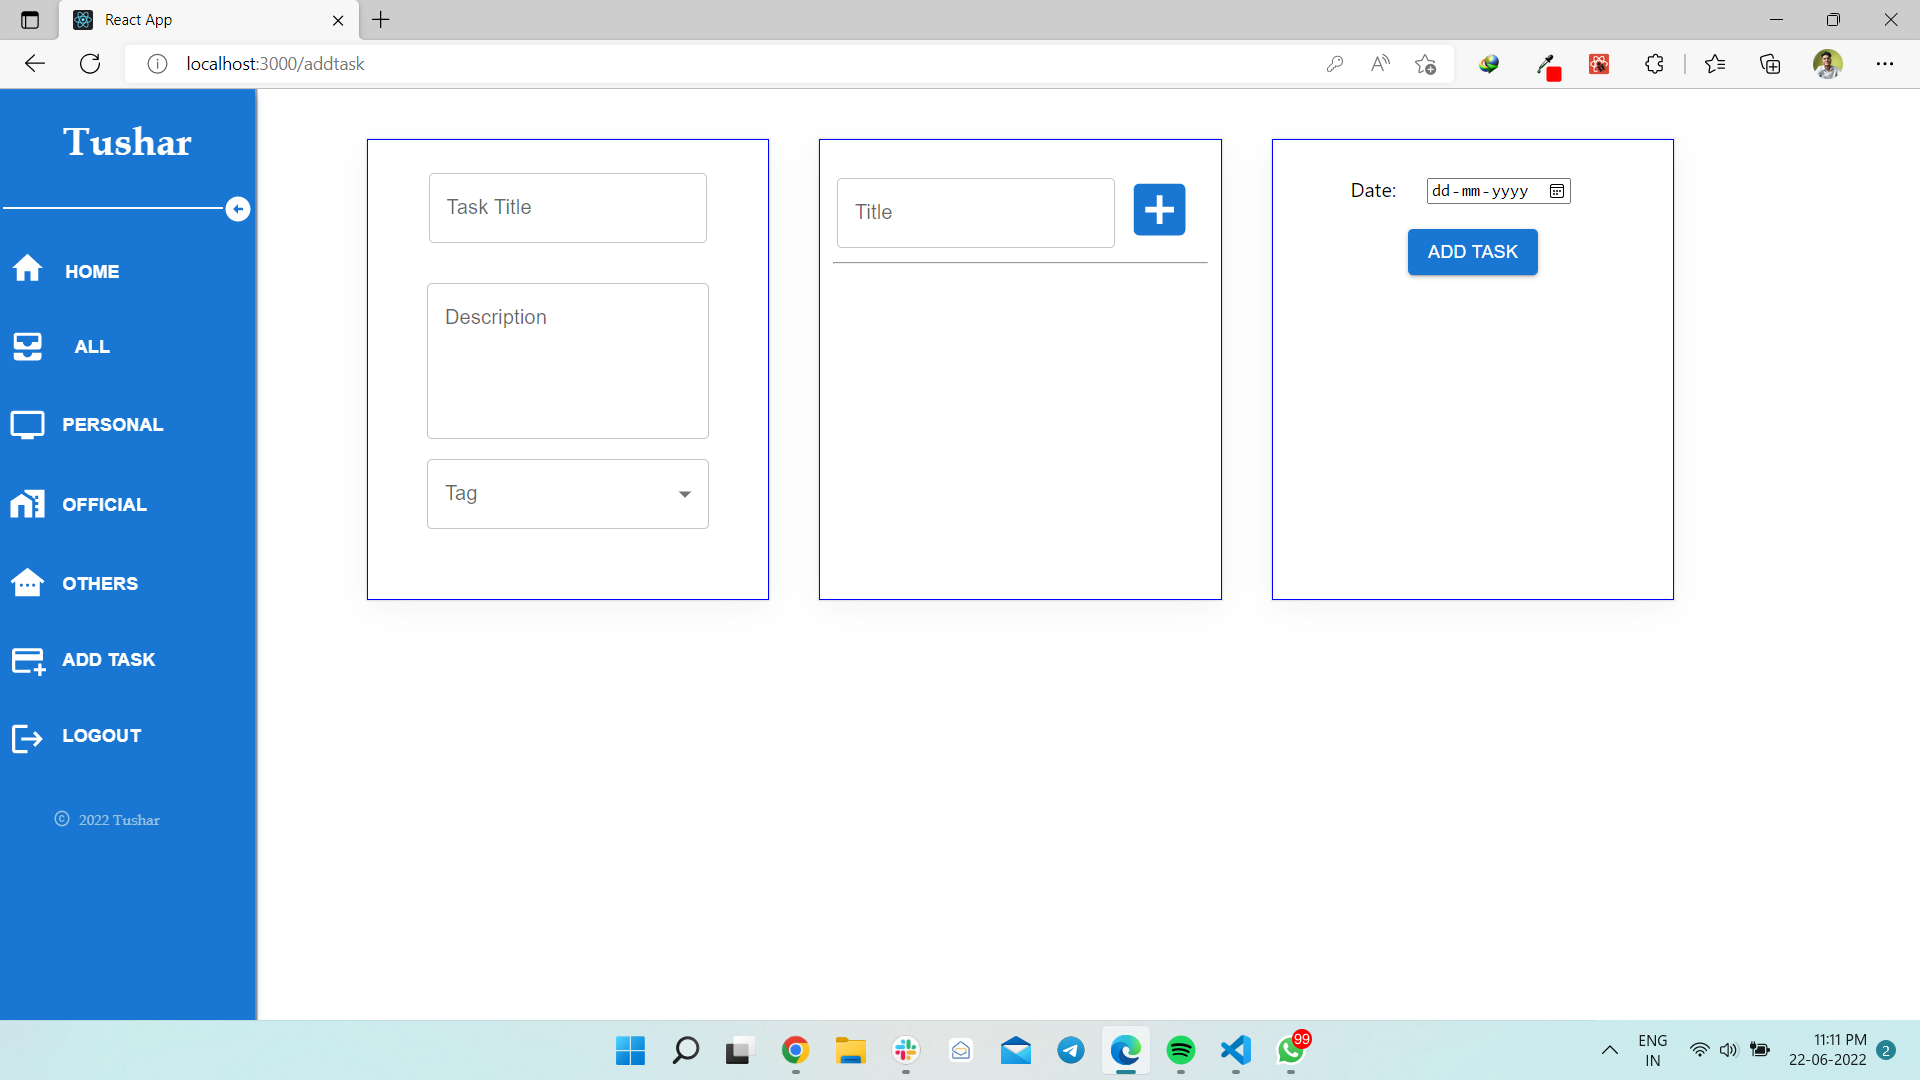 React App
localhost:3000/addtask
Tushar
HOME
ALL
PERSONAL
OFFICIAL
OTHERS
ADD TASK
LOGOUT
© 2022 Tushar
Task Title
Description
Tag
Title
Date: dd-mm-yyyy
ADD TASK
99
ENG
IN
11:11 PM
22-06-2022
2